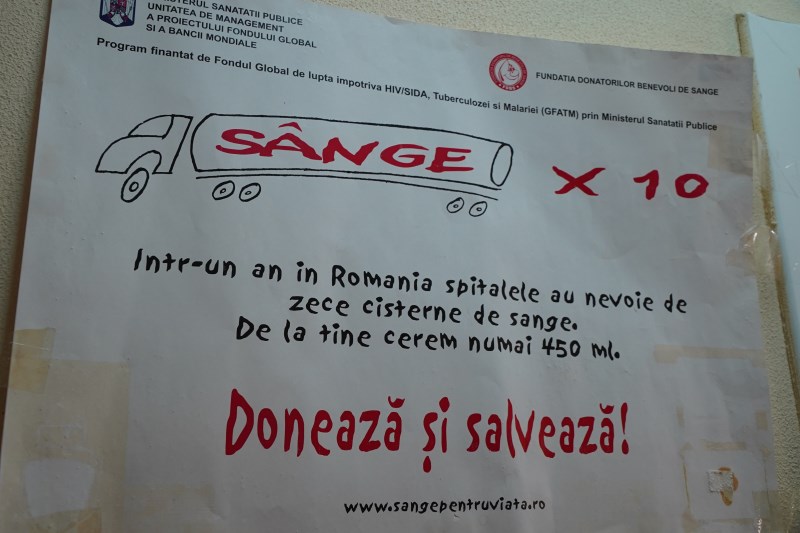 MINISTERUL SANATATII PUBLICE
UNITATEA DE MANAGEMENT
A PROIECTULUI FONDULUI GLOBAL
SI A BANCII MONDIALE
FUNDATIA DONATORILOR BENEVOLI DE SANGE
Program finantat de Fondul Global de lupta impotriva HIV/SIDA, Tuberculozei si Malariei (GFATM) prin Ministerul Sanatatii Publice
SÂNGE X 10
Intr-un an in Romania spitalele au nevoie de
zece cisterne de sange.
De la tine cerem numai 450 ml.
Donează și salvează!
www.sangepentruviata.ro